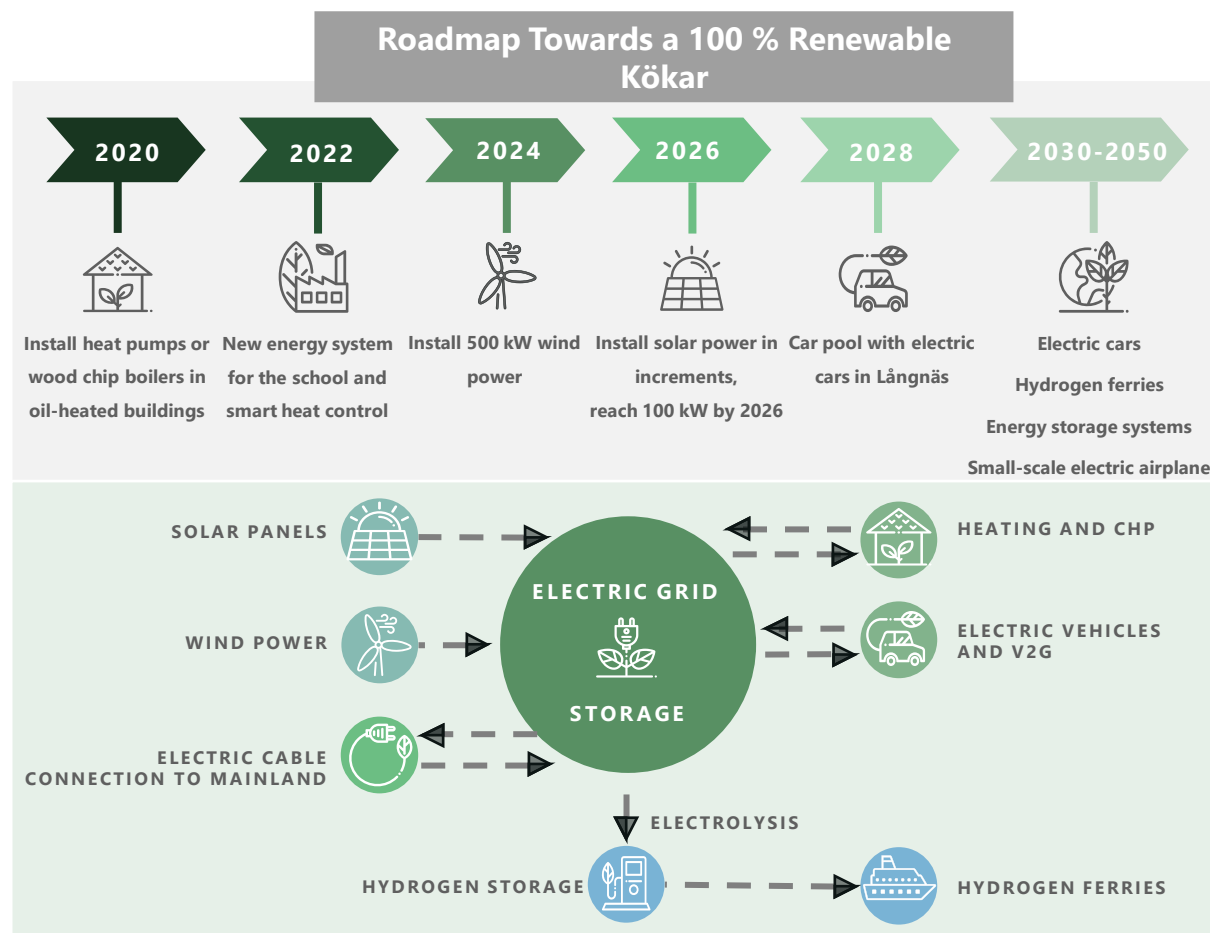 Roadmap Towards a 100 % Renewable
Kökar
2020
2022
2024
2026
2028
2030-2050
Install heat pumps or
wood chip boilers in
oil-heated buildings
New energy system
for the school and
smart heat control
Install 500 kW wind
power
Install solar power in
increments,
reach 100 kW by 2026
Car pool with electric
cars in Långnäs
Electric cars
Hydrogen ferries
Energy storage systems
Small-scale electric airplane
SOLAR PANELS
WIND POWER
ELECTRIC CABLE
CONNECTION TO MAINLAND
ELECTRIC GRID
STORAGE
HEATING AND CHP
ELECTRIC VEHICLES
AND V2G
ELECTROLYSIS
HYDROGEN STORAGE
HYDROGEN FERRIES